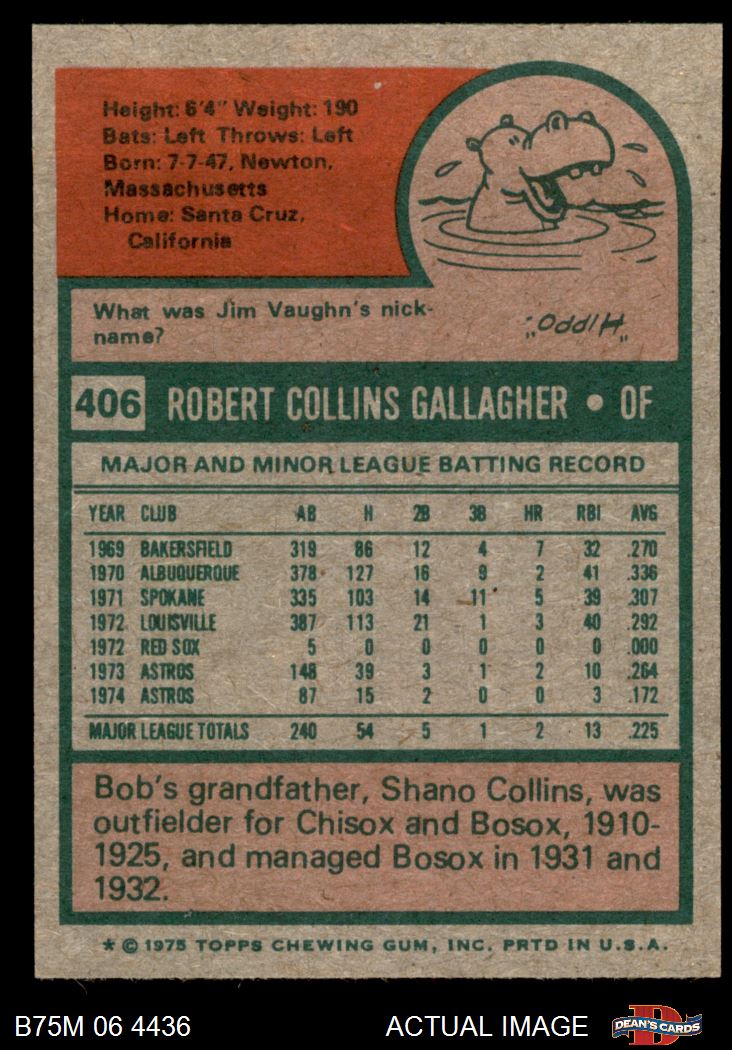 Height: 6'4" Weight: 190
Bats: Left Throws: Left
Born: 7-7-47, Newton,
Massachusetts
Home: Santa Cruz,
California
What was Jim Vaughn's nick-
name?
"Hippo."
406 ROBERT COLLINS GALLAGHER • OF
MAJOR AND MINOR LEAGUE BATTING RECORD
YEAR CLUB AB H 2B 3B HR RBI AVG
1969 BAKERSFIELD 319 86 12 4 7 32 .270
1970 ALBUQUERQUE 378 127 16 9 2 41 .336
1971 SPOKANE 335 103 14 11 5 39 .307
1972 LOUISVILLE 387 113 21 1 3 40 .292
1972 RED SOX 5 0 0 0 0 0 .000
1973 ASTROS 148 39 3 1 2 10 .264
1974 ASTROS 87 15 2 0 0 3 .172
MAJOR LEAGUE TOTALS 240 54 5 1 2 13 .225
Bob's grandfather, Shano Collins, was
outfielder for Chisox and Bosox, 1910-
1925, and managed Bosox in 1931 and
1932.
* © 1975 TOPPS CHEWING GUM, INC. PRTD IN U.S.A.
B75M 06 4436 ACTUAL IMAGE DEAN'S CARDS